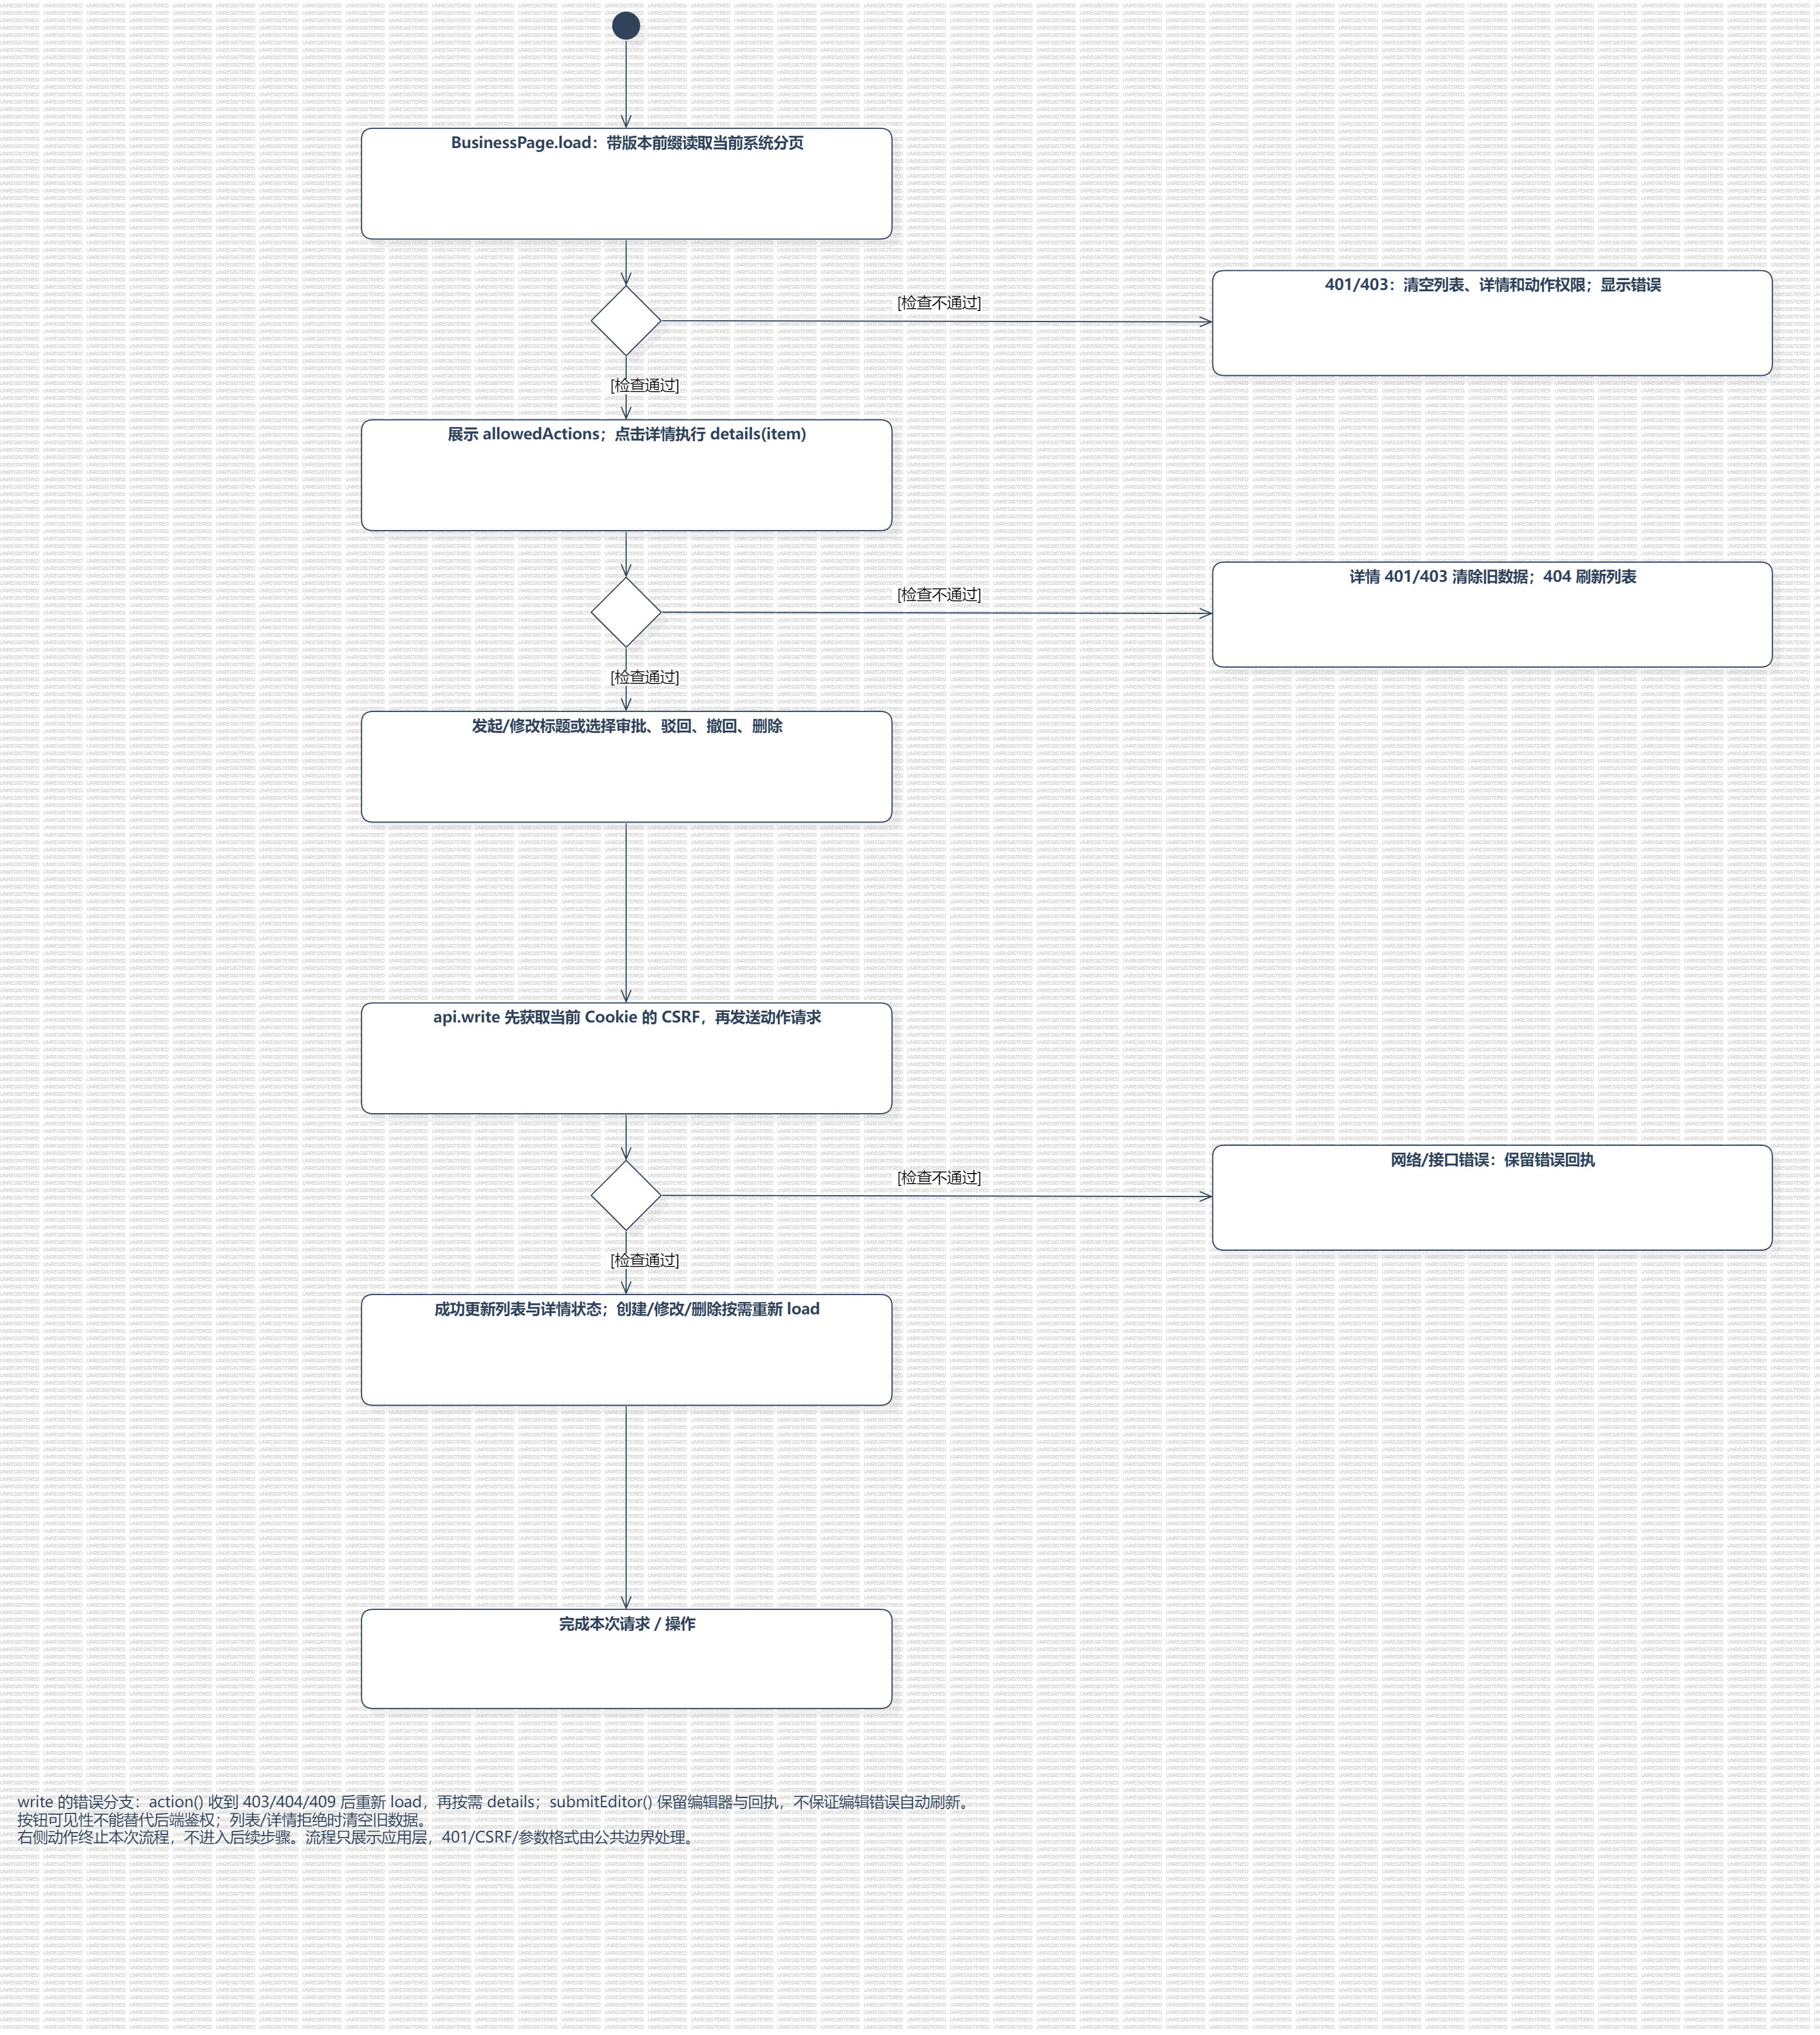 BusinessPage.load：带版本前缀读取当前系统分页
401/403：清空列表、详情和动作权限；显示错误
[检查不通过]
[检查通过]
展示 allowedActions；点击详情执行 details(item)
详情 401/403 清除旧数据；404 刷新列表
[检查不通过]
[检查通过]
发起/修改标题或选择审批、驳回、撤回、删除
api.write 先获取当前 Cookie 的 CSRF，再发送动作请求
网络/接口错误：保留错误回执
[检查不通过]
[检查通过]
成功更新列表与详情状态；创建/修改/删除按需重新 load
完成本次请求 / 操作
write 的错误分支：action() 收到 403/404/409 后重新 load，再按需 details；submitEditor() 保留编辑器与回执，不保证编辑错误自动刷新。
按钮可见性不能替代后端鉴权；列表/详情拒绝时清空旧数据。
右侧动作终止本次流程，不进入后续步骤。流程只展示应用层，401/CSRF/参数格式由公共边界处理。
UNREGISTERED